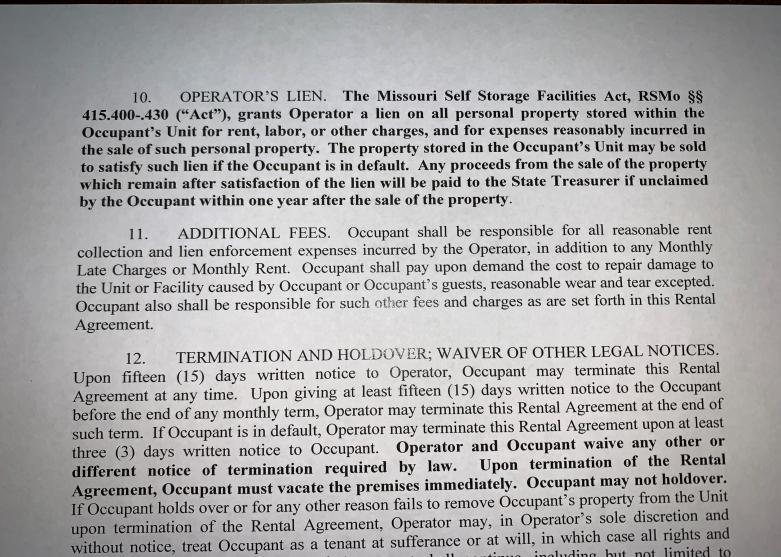 10. OPERATOR'S LIEN. The Missouri Self Storage Facilities Act, RSMo §§
415.400-.430 ("Act"), grants Operator a lien on all personal property stored within the
Occupant's Unit for rent, labor, or other charges, and for expenses reasonably incurred in
the sale of such personal property. The property stored in the Occupant's Unit may be sold
to satisfy such lien if the Occupant is in default. Any proceeds from the sale of the property
which remain after satisfaction of the lien will be paid to the State Treasurer if unclaimed
by the Occupant within one year after the sale of the property.
11. ADDITIONAL FEES. Occupant shall be responsible for all reasonable rent
collection and lien enforcement expenses incurred by the Operator, in addition to any Monthly
Late Charges or Monthly Rent. Occupant shall pay upon demand the cost to repair damage to
the Unit or Facility caused by Occupant or Occupant's guests, reasonable wear and tear excepted.
Occupant also shall be responsible for such other fees and charges as are set forth in this Rental
Agreement.
12. TERMINATION AND HOLDOVER; WAIVER OF OTHER LEGAL NOTICES.
Upon fifteen (15) days written notice to Operator, Occupant may terminate this Rental
Agreement at any time. Upon giving at least fifteen (15) days written notice to the Occupant
before the end of any monthly term, Operator may terminate this Rental Agreement at the end of
such term. If Occupant is in default, Operator may terminate this Rental Agreement upon at least
three (3) days written notice to Occupant. Operator and Occupant waive any other or
different notice of termination required by law. Upon termination of the Rental
Agreement, Occupant must vacate the premises immediately. Occupant may not holdover.
If Occupant holds over or for any other reason fails to remove Occupant's property from the Unit
upon termination of the Rental Agreement, Operator may, in Operator's sole discretion and
without notice, treat Occupant as a tenant at sufferance or at will, in which case all rights and
including but not limited to